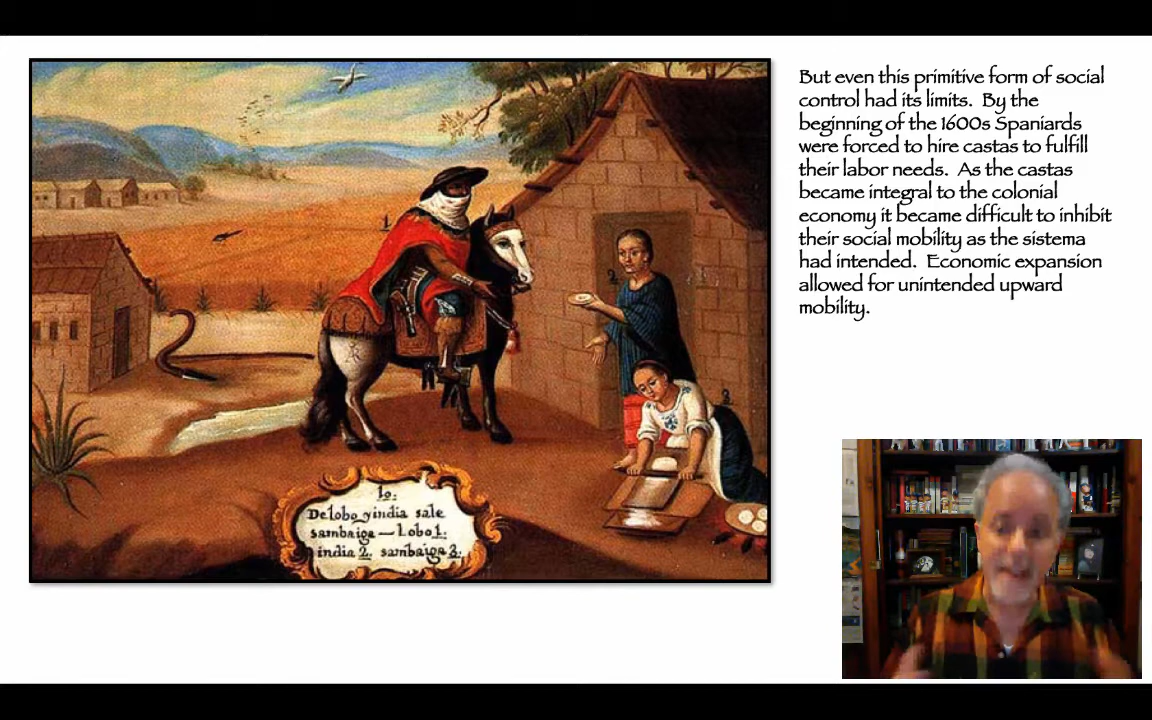 But even this primitive form of social
control had its limits.  By the
beginning of the 1600s Spaniards
were forced to hire castas to fulfill
their labor needs.  As the castas
became integral to the colonial
economy it became difficult to inhibit
their social mobility as the sistema
had intended.  Economic expansion
allowed for unintended upward
mobility.
10.
De lobo y india sale
sambaiga — Lobo 1.
india 2. sambaiga 3.